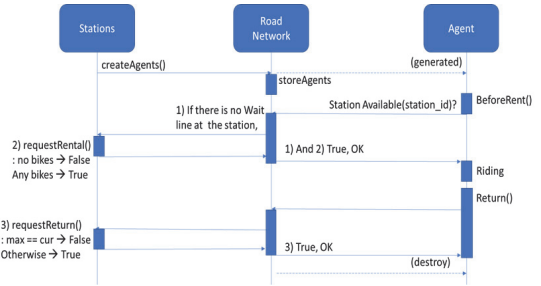 Stations
Road
Network
Agent
createAgents()
(generated)
storeAgents
BeforeRent()
Station Available(station_id)?
1) If there is no Wait
line at the station,
2) requestRental()
: no bikes → False
Any bikes → True
1) And 2) True, OK
Riding
Return()
3) requestReturn()
: max == cur → False
Otherwise → True
3) True, OK
(destroy)